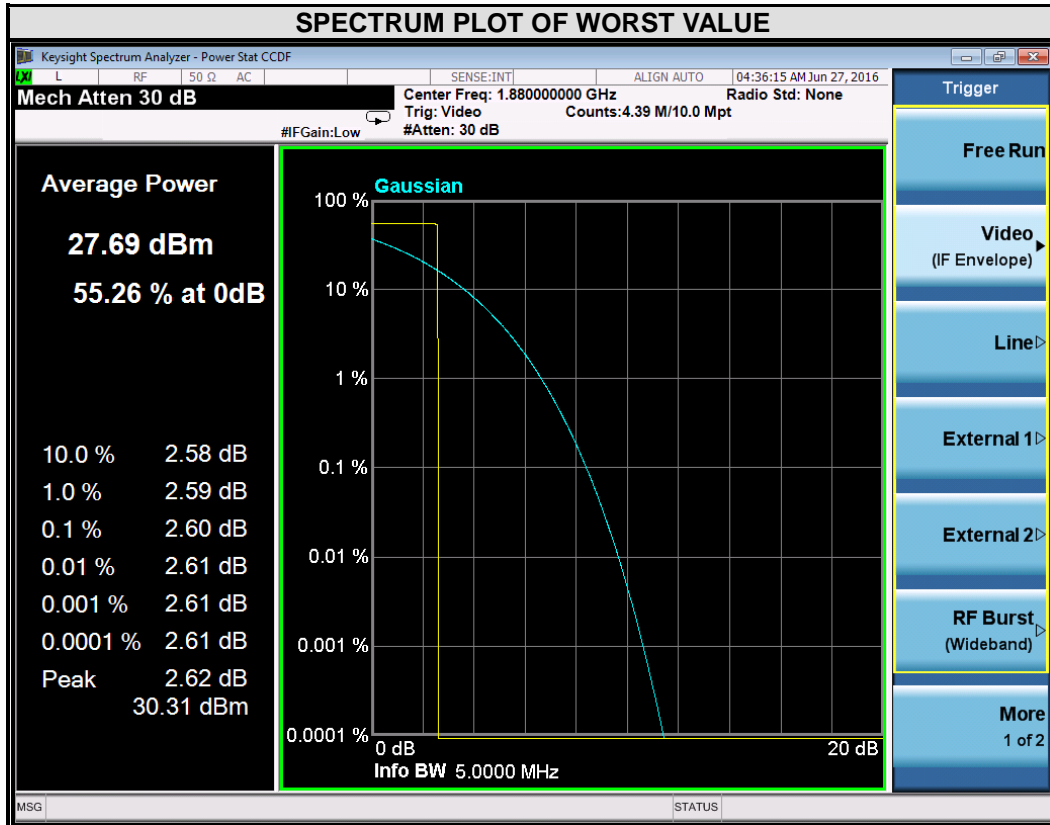 SPECTRUM PLOT OF WORST VALUE
Keysight Spectrum Analyzer - Power Stat CCDF
LXI L RF 50 Ω AC SENSE:INT ALIGN AUTO 04:36:15 AM Jun 27, 2016
Mech Atten 30 dB
Center Freq: 1.880000000 GHz Radio Std: None
Trig: Video Counts:4.39 M/10.0 Mpt
#IFGain:Low #Atten: 30 dB
Average Power
27.69 dBm
55.26 % at 0dB
10.0 % 2.58 dB
1.0 % 2.59 dB
0.1 % 2.60 dB
0.01 % 2.61 dB
0.001 % 2.61 dB
0.0001 % 2.61 dB
Peak 2.62 dB
30.31 dBm
Gaussian
100 %
10 %
1 %
0.1 %
0.01 %
0.001 %
0.0001 %
0 dB 20 dB
Info BW 5.0000 MHz
Trigger
Free Run
Video
(IF Envelope)
Line
External 1
External 2
RF Burst
(Wideband)
More
1 of 2
MSG STATUS